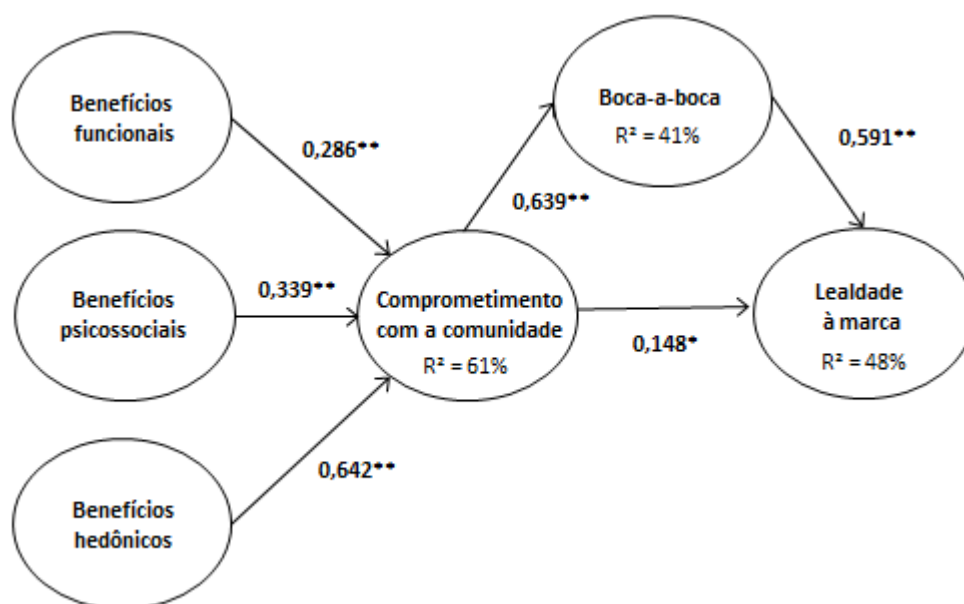 Benefícios
funcionais
0,286**
Benefícios
psicossociais
0,339**
Benefícios
hedônicos
0,642**
Comprometimento
com a comunidade
R² = 61%
0,639**
Boca-a-boca
R² = 41%
0,591**
0,148*
Lealdade
à marca
R² = 48%